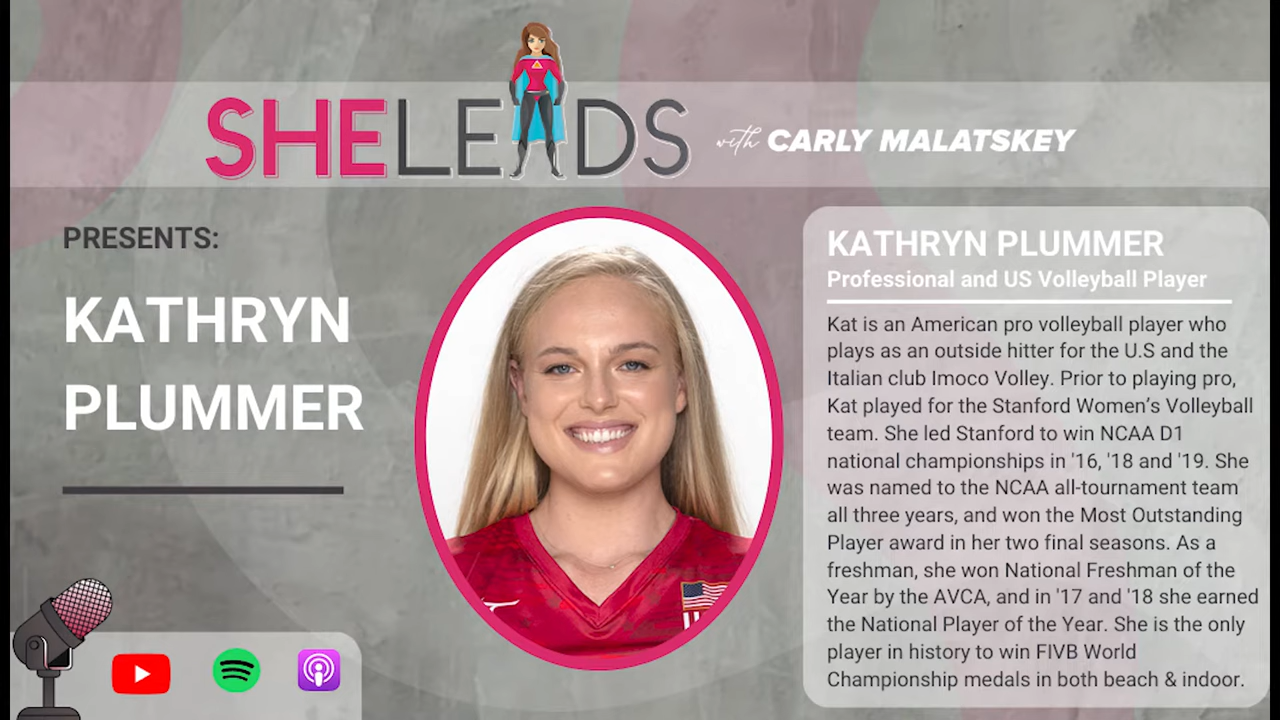 SHELEADS with CARLY MALATSKEY
PRESENTS:
KATHRYN
PLUMMER
KATHRYN PLUMMER
Professional and US Volleyball Player
Kat is an American pro volleyball player who
plays as an outside hitter for the U.S and the
Italian club Imoco Volley. Prior to playing pro,
Kat played for the Stanford Women’s Volleyball
team. She led Stanford to win NCAA D1
national championships in '16, '18 and '19. She
was named to the NCAA all-tournament team
all three years, and won the Most Outstanding
Player award in her two final seasons. As a
freshman, she won National Freshman of the
Year by the AVCA, and in '17 and '18 she earned
the National Player of the Year. She is the only
player in history to win FIVB World
Championship medals in both beach & indoor.